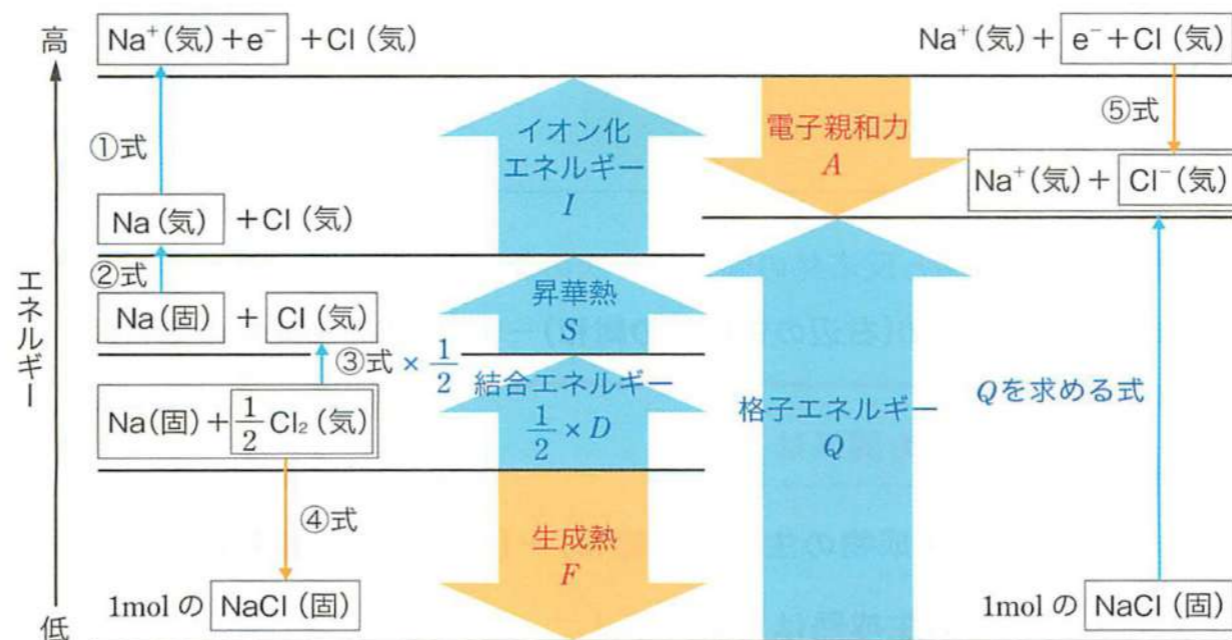 高
Na⁺(気)+e⁻ +Cl(気)
Na⁺(気)+ e⁻+Cl(気)
①式
イオン化
エネルギー
I
電子親和力
A
⑤式
Na⁺(気)+ Cl⁻(気)
Na(気) +Cl(気)
②式
昇華熱
S
Na(固) + Cl(気)
③式 × 1/2
結合エネルギー
1/2 × D
Na(固)+ 1/2 Cl₂(気)
エネルギー
格子エネルギー
Q
Qを求める式
④式
生成熱
F
1molの NaCl(固)
1molの NaCl(固)
低